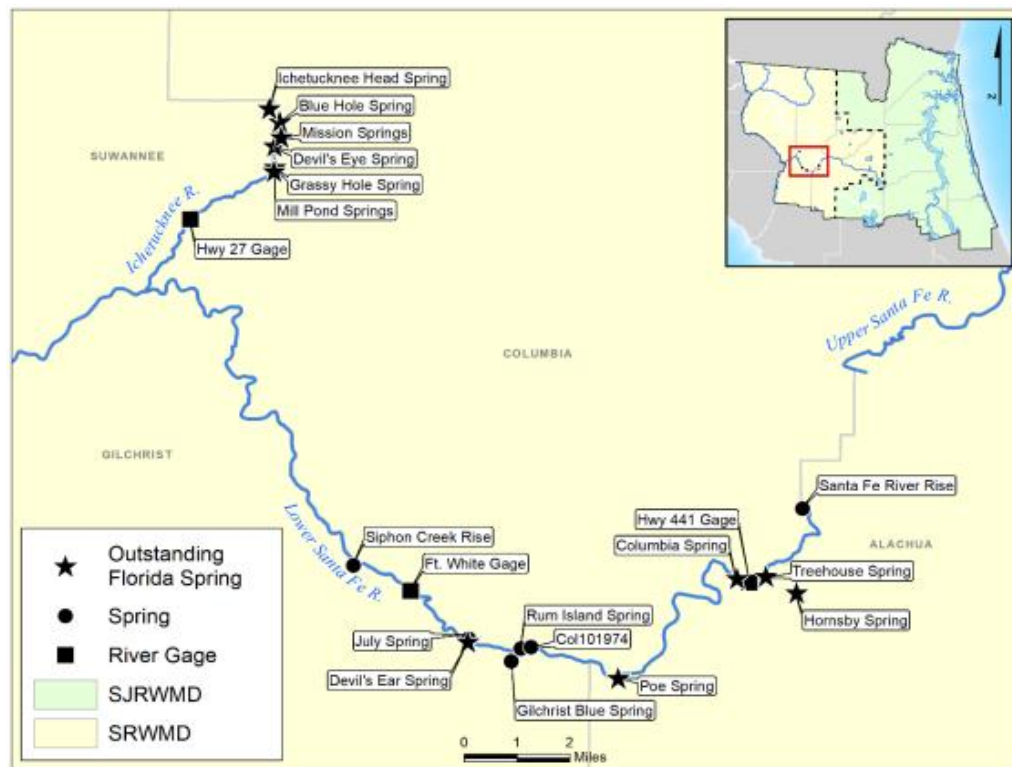 Ichetucknee Head Spring
Blue Hole Spring
Mission Springs
Devil's Eye Spring
Grassy Hole Spring
Mill Pond Springs
SUWANNEE
Ichetucknee R.
Hwy 27 Gage
N
Upper Santa Fe R.
COLUMBIA
GILCHRIST
Santa Fe River Rise
Hwy 441 Gage
Columbia Spring
ALACHUA
Treehouse Spring
Hornsby Spring
Lower Santa Fe R.
Siphon Creek Rise
Ft. White Gage
Rum Island Spring
July Spring
Col101974
Devil's Ear Spring
Poe Spring
Gilchrist Blue Spring
Outstanding
Florida Spring
Spring
River Gage
SJRWMD
SRWMD
0 1 2
Miles